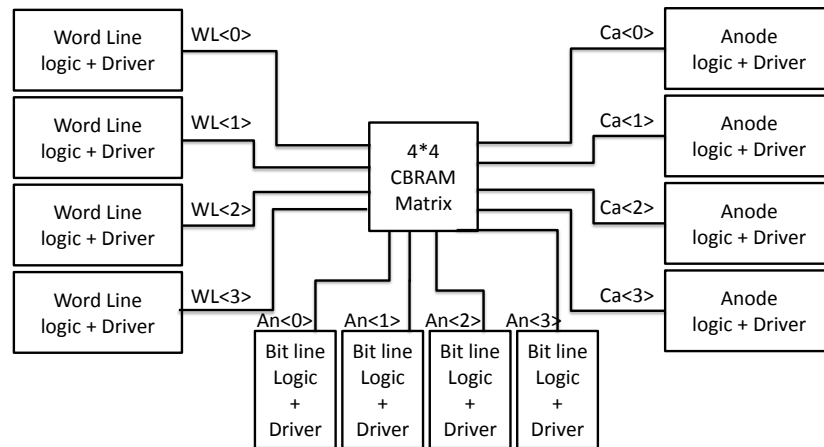 Word Line
logic + Driver
WL<0>
Word Line
logic + Driver
WL<1>
Word Line
logic + Driver
WL<2>
Word Line
logic + Driver
WL<3>
4*4
CBRAM
Matrix
Ca<0>
Anode
logic + Driver
Ca<1>
Anode
logic + Driver
Ca<2>
Anode
logic + Driver
Ca<3>
Anode
logic + Driver
An<0>
Bit line
Logic
+
Driver
An<1>
Bit line
Logic
+
Driver
An<2>
Bit line
Logic
+
Driver
An<3>
Bit line
Logic
+
Driver